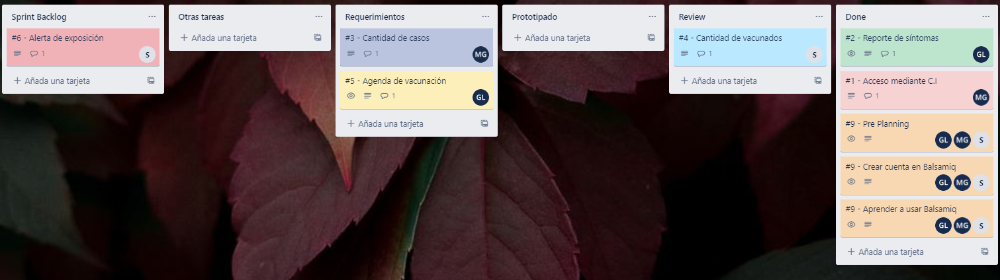 Sprint Backlog
#6 - Alerta de exposición
1
S
Añada una tarjeta
Otras tareas
Añada una tarjeta
Requerimientos
#3 - Cantidad de casos
1
MG
#5 - Agenda de vacunación
1
GL
Añada una tarjeta
Prototipado
Añada una tarjeta
Review
#4 - Cantidad de vacunados
1
S
Añada una tarjeta
Done
#2 - Reporte de síntomas
1
GL
#1 - Acceso mediante C.I
1
MG
#9 - Pre Planning
GL MG S
#9 - Crear cuenta en Balsamiq
GL MG S
#9 - Aprender a usar Balsamiq
GL MG S
Añada una tarjeta